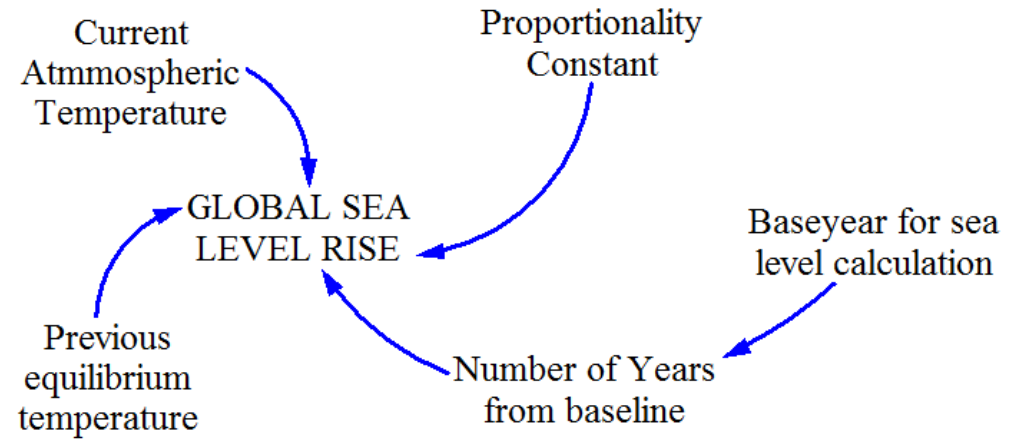 Current
Atmmospheric
Temperature
Proportionality
Constant
GLOBAL SEA
LEVEL RISE
Baseyear for sea
level calculation
Previous
equilibrium
temperature
Number of Years
from baseline